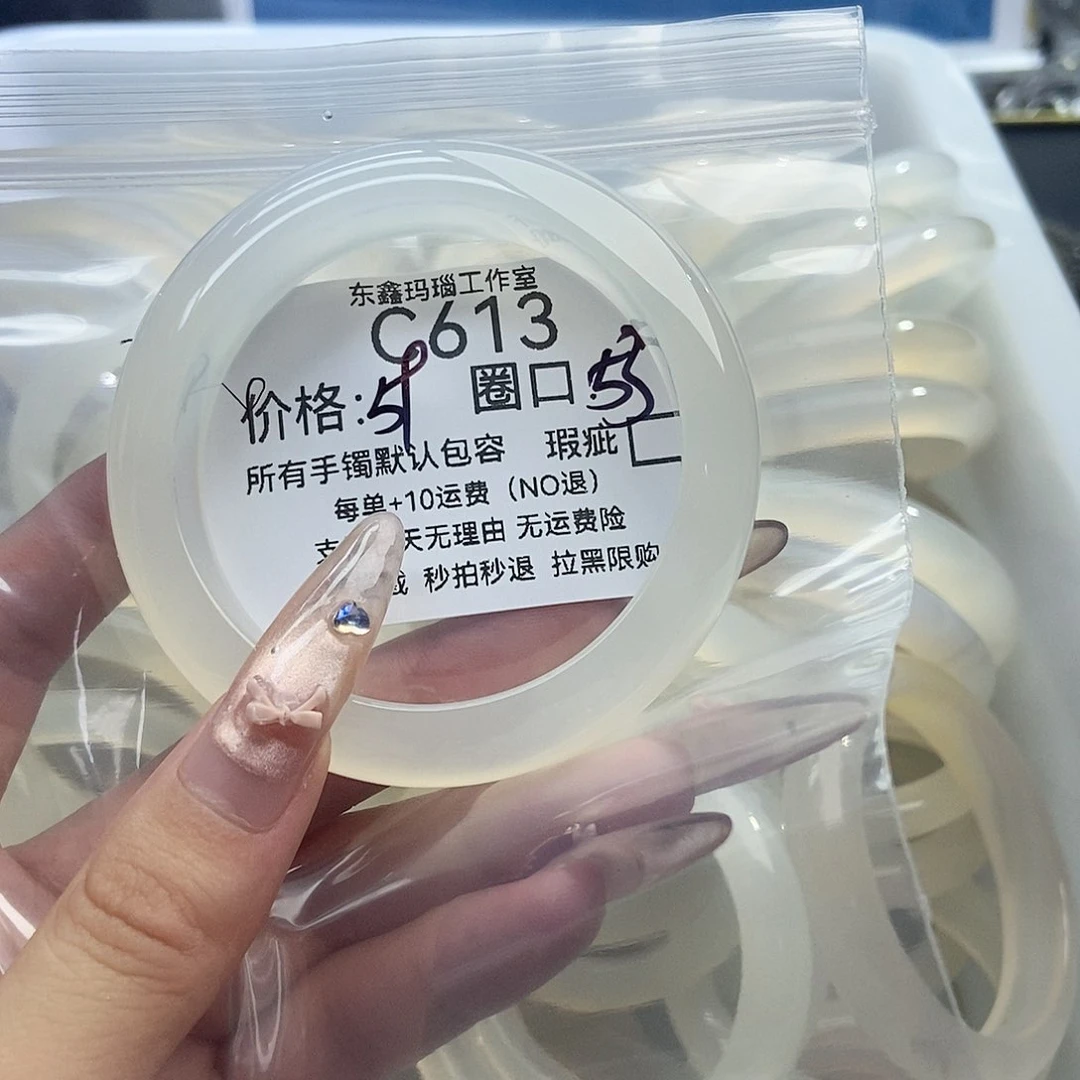 东鑫玛瑙工作室
C613
价格: 圈口:
所有手镯默认包容 瑕疵
每单+10运费（NO退）
天无理由 无运费险
秒拍秒退 拉黑限购